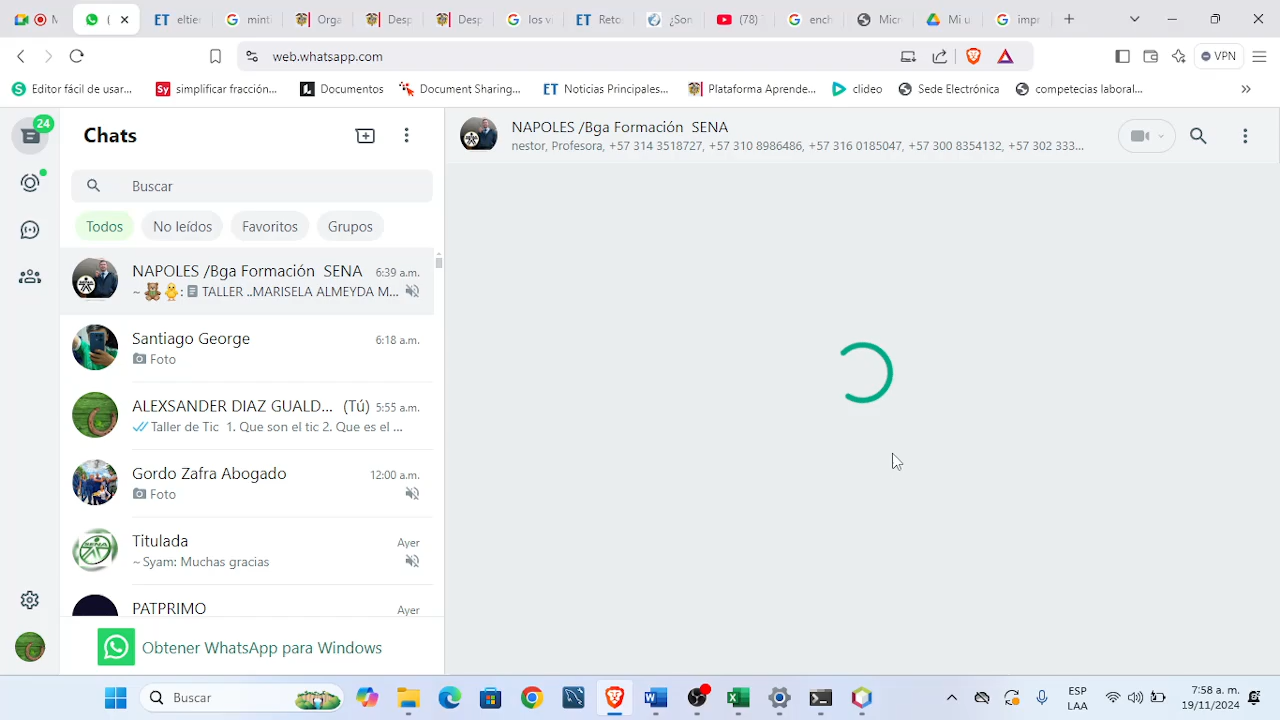 M
(
ET eltier
minti
Orga
Desp
Desp
los v
ET Reto
¿Son
(78)
ench
Micr
Mi u
impr
web.whatsapp.com
VPN
Editor fácil de usar...
Sy simplificar fracción...
Documentos
Document Sharing...
ET Noticias Principales...
Plataforma Aprende...
clideo
Sede Electrónica
competecias laboral...
24
Chats
Buscar
Todos
No leídos
Favoritos
Grupos
NAPOLES /Bga Formación  SENA 6:39 a.m.
~ 🧸🐥: TALLER ..MARISELA ALMEYDA M...
Santiago George 6:18 a.m.
Foto
ALEXSANDER DIAZ GUALD... (Tú) 5:55 a.m.
Taller de Tic  1. Que son el tic 2. Que es el ...
Gordo Zafra Abogado 12:00 a.m.
Foto
Titulada Ayer
~ Syam: Muchas gracias
PATPRIMO Ayer
Obtener WhatsApp para Windows
NAPOLES /Bga Formación  SENA
nestor, Profesora, +57 314 3518727, +57 310 8986486, +57 316 0185047, +57 300 8354132, +57 302 333...
Buscar
ESP
LAA
7:58 a. m.
19/11/2024